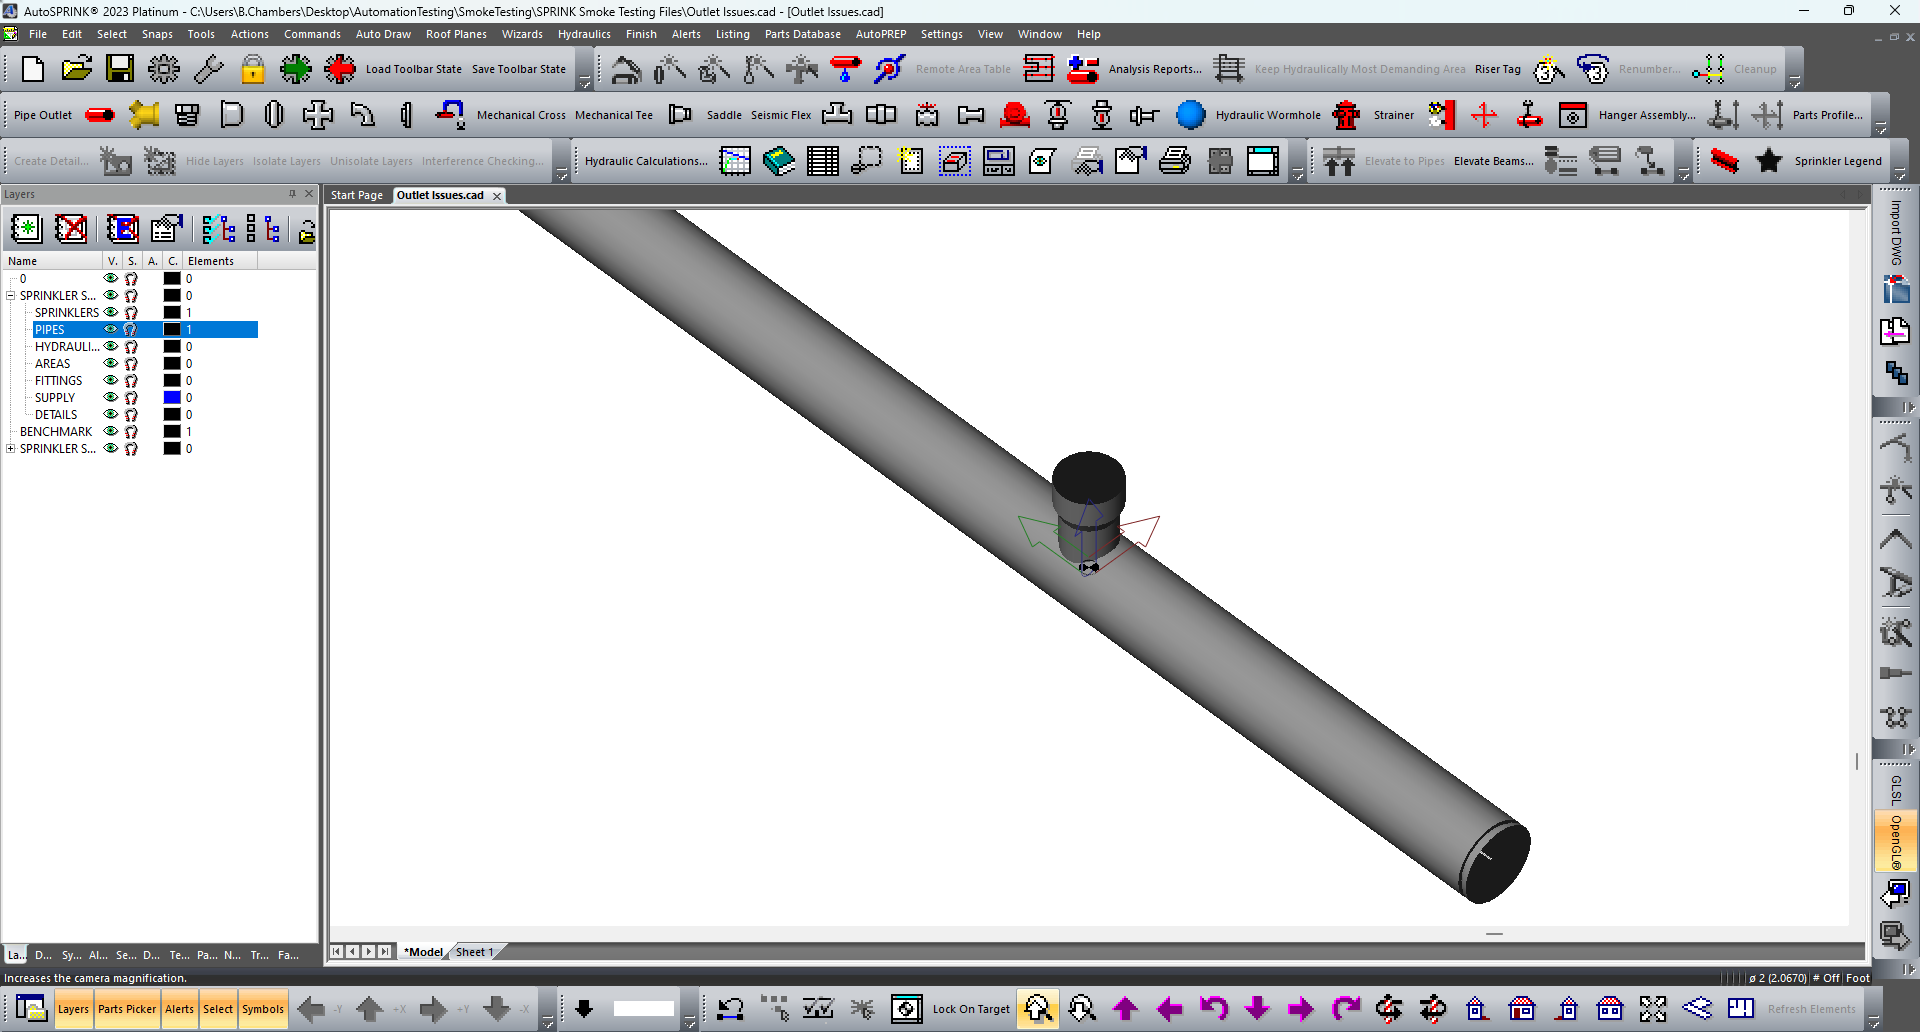 AutoSPRINK® 2023 Platinum - C:\Users\B.Chambers\Desktop\AutomationTesting\SmokeTesting\SPRINK Smoke Testing Files\Outlet Issues.cad - [Outlet Issues.cad]
File Edit Select Snaps Tools Actions Commands Auto Draw Roof Planes Wizards Hydraulics Finish Alerts Listing Parts Database AutoPREP Settings View Window Help
Load Toolbar State Save Toolbar State Remote Area Table Analysis Reports... Keep Hydraulically Most Demanding Area Riser Tag Renumber... Cleanup
Pipe Outlet Mechanical Cross Mechanical Tee Saddle Seismic Flex Hydraulic Wormhole Strainer Hanger Assembly... Parts Profile...
Create Detail... Hide Layers Isolate Layers Unisolate Layers Interference Checking... Hydraulic Calculations... Elevate to Pipes Elevate Beams... Sprinkler Legend
Layers
Start Page Outlet Issues.cad
Name V. S. A. C. Elements
0 0
SPRINKLER S... 0
SPRINKLERS 1
PIPES 1
HYDRAULI... 0
AREAS 0
FITTINGS 0
SUPPLY 0
DETAILS 0
BENCHMARK 1
SPRINKLER S... 0
Import DWG
GLSL
OpenGL®
*Model Sheet 1
La... D... Sy... Al... Se... D... Te... Pa... N... Tr... Fa...
Increases the camera magnification.
ø 2 (2.0670) # Off Foot
Layers Parts Picker Alerts Select Symbols -Y +X +Y -X Lock On Target Refresh Elements